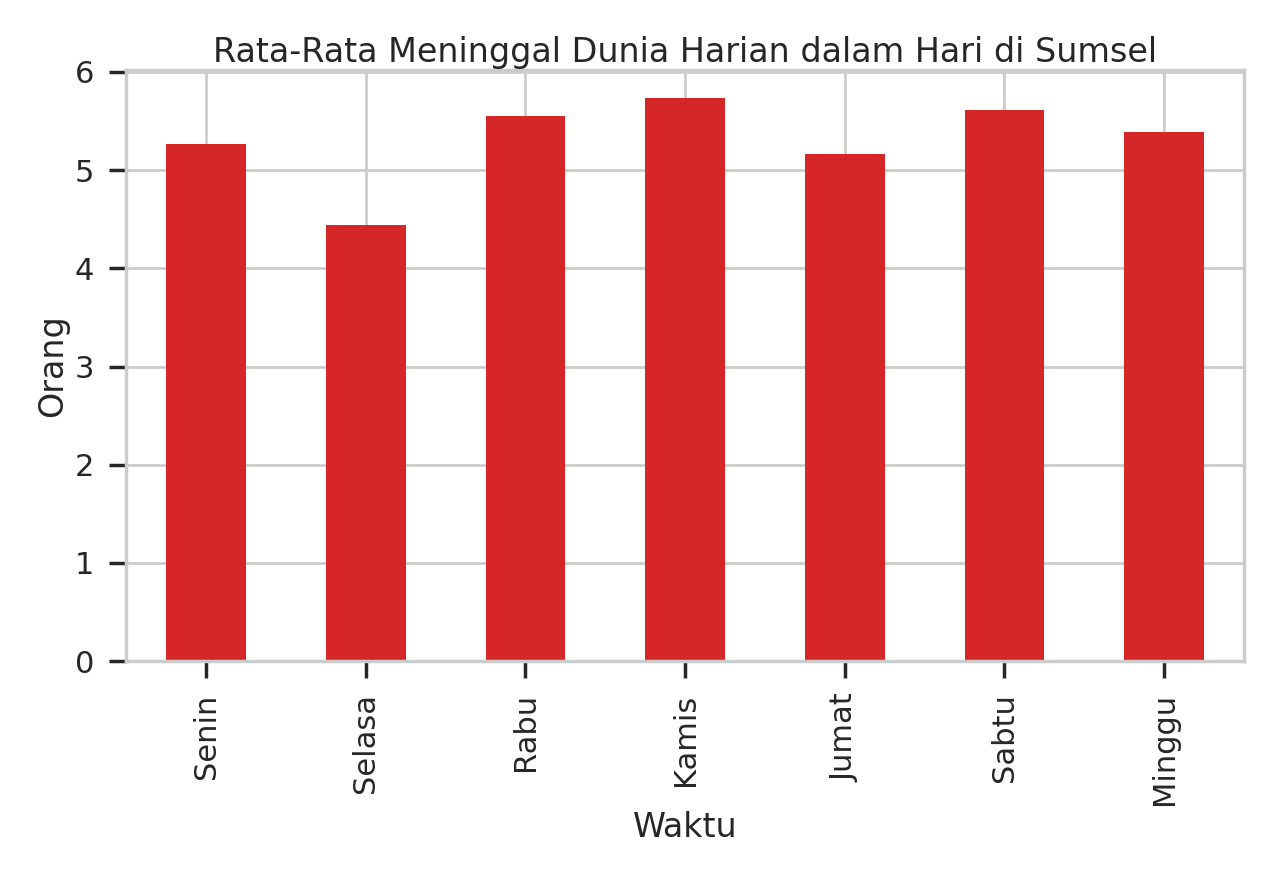 Rata-Rata Meninggal Dunia Harian dalam Hari di Sumsel
6
5
4
3
2
1
0
Orang
Senin
Selasa
Rabu
Kamis
Jumat
Sabtu
Minggu
Waktu